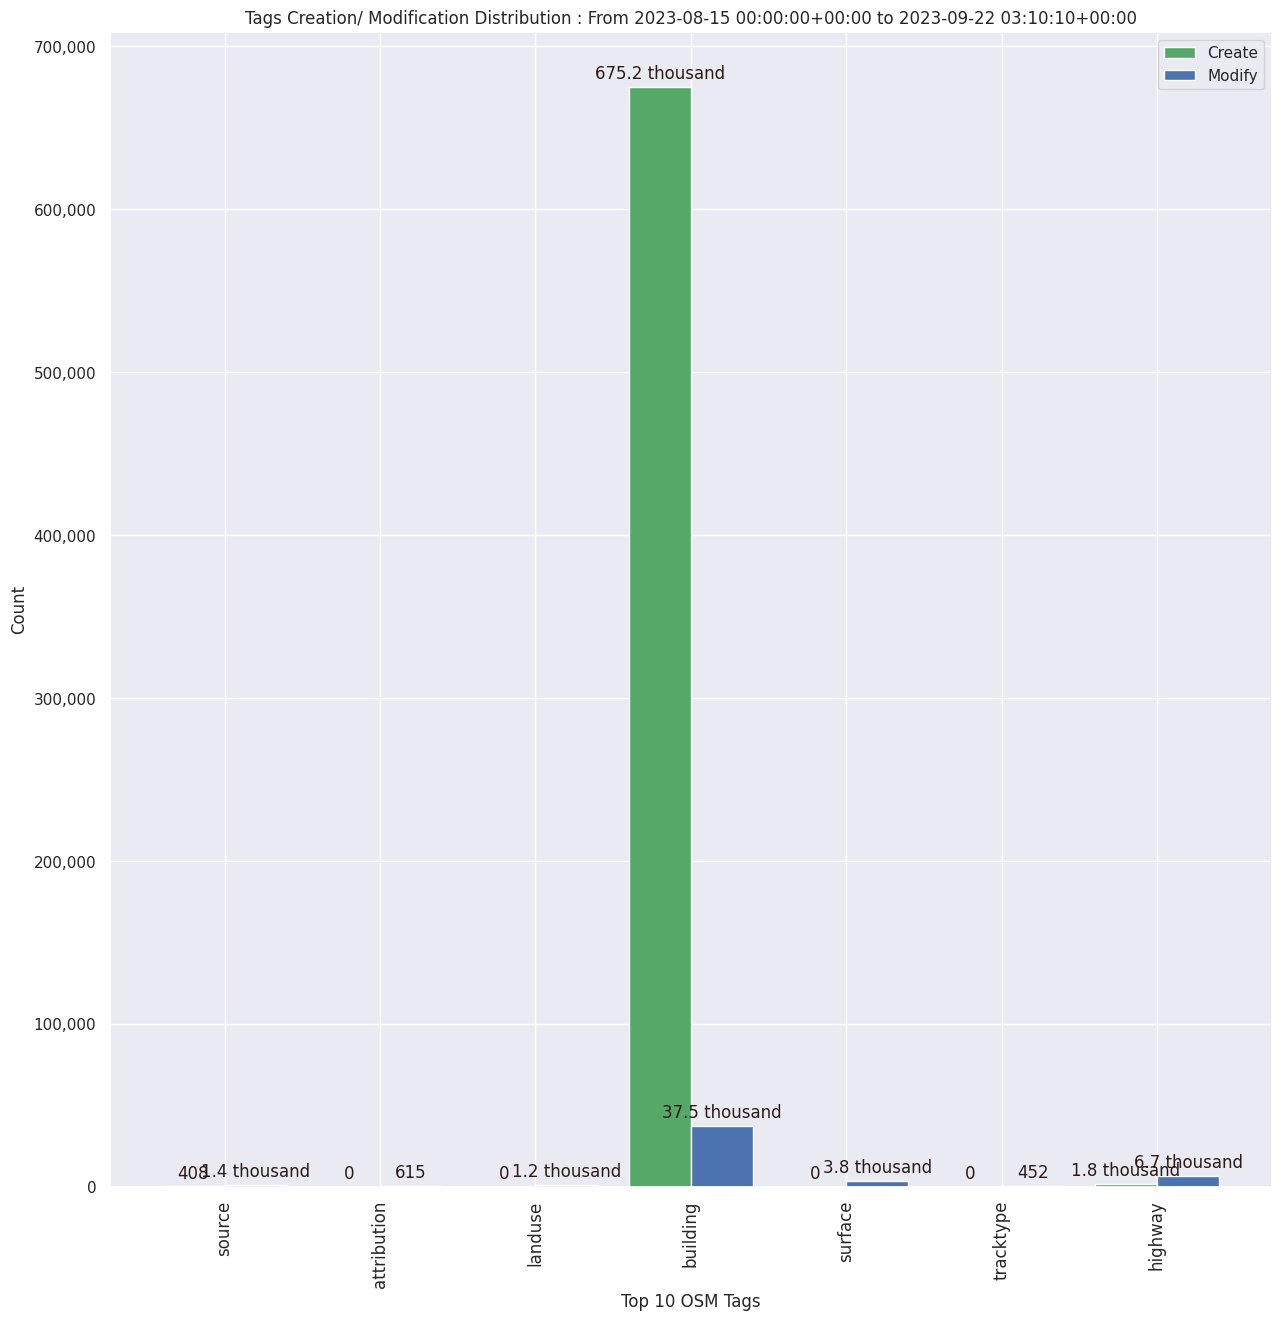 Tags Creation/ Modification Distribution : From 2023-08-15 00:00:00+00:00 to 2023-09-22 03:10:10+00:00
Create
Modify
700,000
600,000
500,000
400,000
300,000
200,000
100,000
0
Count
675.2 thousand
37.5 thousand
408
1.4 thousand
0
615
0
1.2 thousand
0
3.8 thousand
0
452
1.8 thousand
6.7 thousand
source
attribution
landuse
building
surface
tracktype
highway
Top 10 OSM Tags